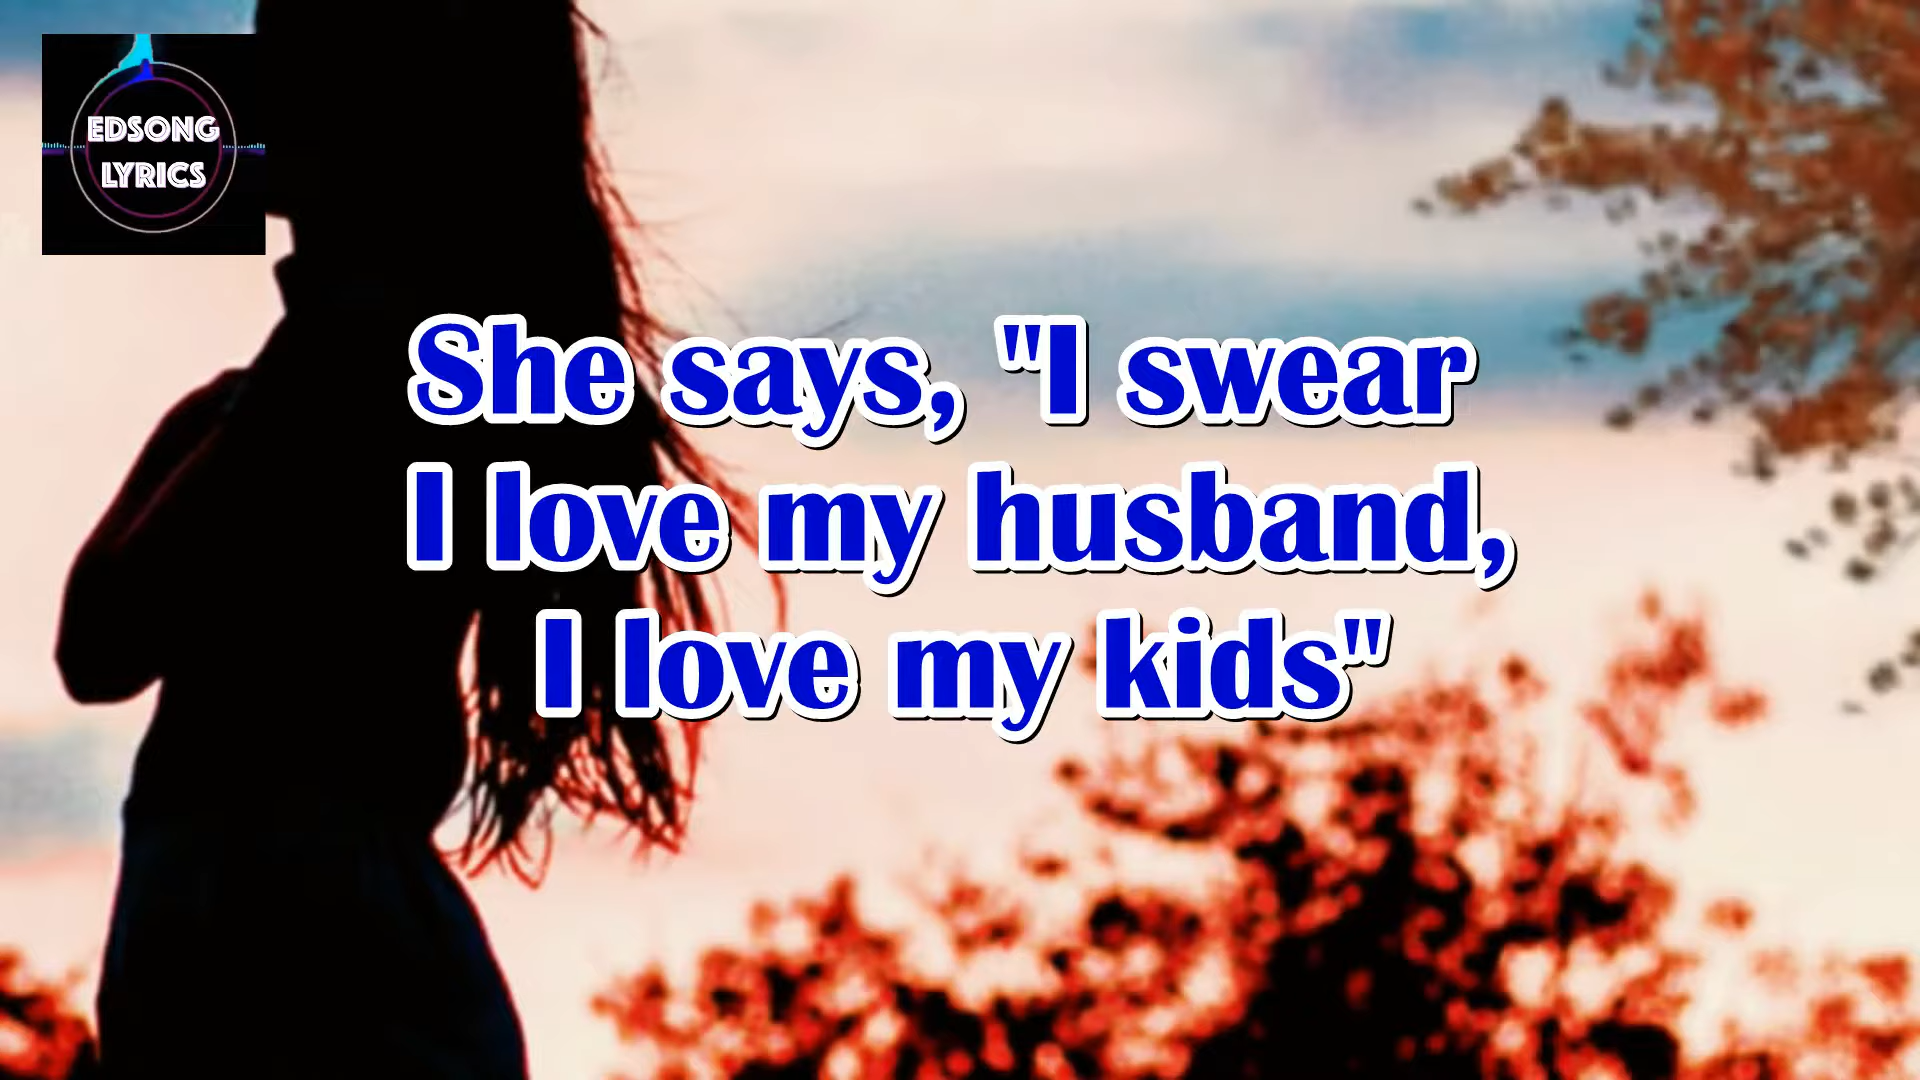 EDSONG
LYRICS
She says, "I swear
I love my husband,
I love my kids"